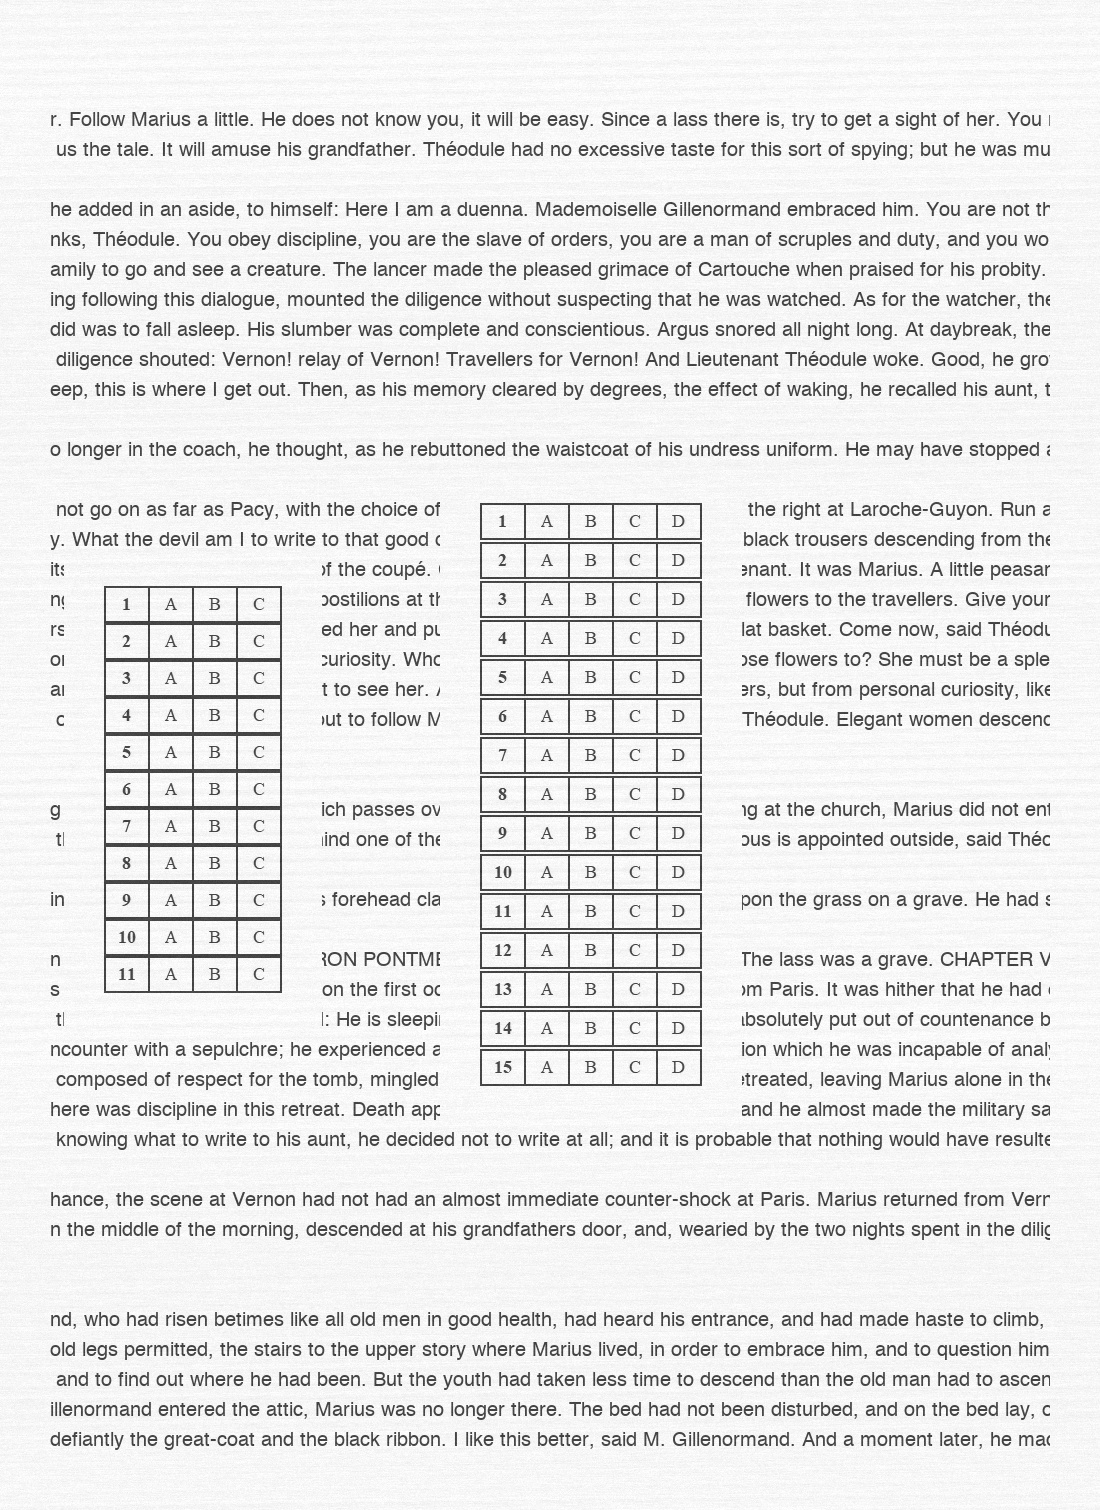 r. Follow Marius a little. He does not know you, it will be easy. Since a lass there is, try to get a sight of her. You
us the tale. It will amuse his grandfather. Théodule had no excessive taste for this sort of spying; but he was mu
he added in an aside, to himself: Here I am a duenna. Mademoiselle Gillenormand embraced him. You are not th
nks, Théodule. You obey discipline, you are the slave of orders, you are a man of scruples and duty, and you wo
amily to go and see a creature. The lancer made the pleased grimace of Cartouche when praised for his probity.
ing following this dialogue, mounted the diligence without suspecting that he was watched. As for the watcher, the
did was to fall asleep. His slumber was complete and conscientious. Argus snored all night long. At daybreak, the
diligence shouted: Vernon! relay of Vernon! Travellers for Vernon! And Lieutenant Théodule woke. Good, he gro
eep, this is where I get out. Then, as his memory cleared by degrees, the effect of waking, he recalled his aunt, t
o longer in the coach, he thought, as he rebuttoned the waistcoat of his undress uniform. He may have stopped a
not go on as far as Pacy, with the choice of the right at Laroche-Guyon. Run a
y. What the devil am I to write to that good black trousers descending from the
its of the coupé. enant. It was Marius. A little peasan
ng postilions at th flowers to the travellers. Give your
rs ed her and pu lat basket. Come now, said Théodu
or curiosity. Who ose flowers to? She must be a sple
an t to see her. ers, but from personal curiosity, like
c out to follow M Théodule. Elegant women descend
g ich passes ov ng at the church, Marius did not ent
th ind one of the ous is appointed outside, said Théo
in s forehead cla pon the grass on a grave. He had s
n RON PONTME The lass was a grave. CHAPTER V
s on the first oc om Paris. It was hither that he had
th : He is sleepi absolutely put out of countenance b
ncounter with a sepulchre; he experienced a ion which he was incapable of analy
composed of respect for the tomb, mingled etreated, leaving Marius alone in the
here was discipline in this retreat. Death app and he almost made the military sa
knowing what to write to his aunt, he decided not to write at all; and it is probable that nothing would have resulte
hance, the scene at Vernon had not had an almost immediate counter-shock at Paris. Marius returned from Vern
n the middle of the morning, descended at his grandfathers door, and, wearied by the two nights spent in the dilig
nd, who had risen betimes like all old men in good health, had heard his entrance, and had made haste to climb,
old legs permitted, the stairs to the upper story where Marius lived, in order to embrace him, and to question him
and to find out where he had been. But the youth had taken less time to descend than the old man had to ascen
illenormand entered the attic, Marius was no longer there. The bed had not been disturbed, and on the bed lay, o
defiantly the great-coat and the black ribbon. I like this better, said M. Gillenormand. And a moment later, he mad
1 A B C
2 A B C
3 A B C
4 A B C
5 A B C
6 A B C
7 A B C
8 A B C
9 A B C
10 A B C
11 A B C
1 A B C D
2 A B C D
3 A B C D
4 A B C D
5 A B C D
6 A B C D
7 A B C D
8 A B C D
9 A B C D
10 A B C D
11 A B C D
12 A B C D
13 A B C D
14 A B C D
15 A B C D